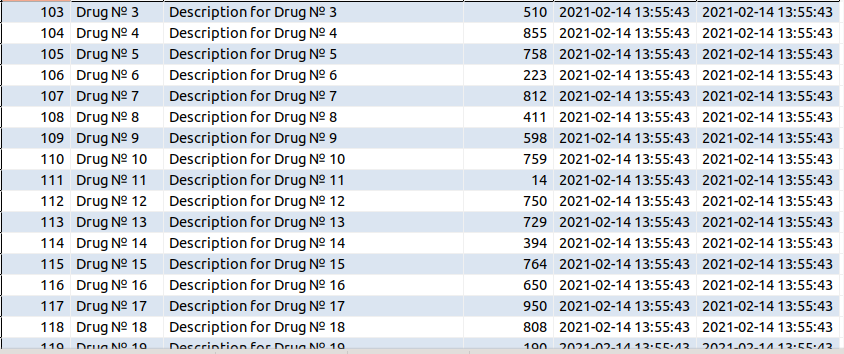 103 Drug № 3 Description for Drug № 3 510 2021-02-14 13:55:43 2021-02-14 13:55:43
104 Drug № 4 Description for Drug № 4 855 2021-02-14 13:55:43 2021-02-14 13:55:43
105 Drug № 5 Description for Drug № 5 758 2021-02-14 13:55:43 2021-02-14 13:55:43
106 Drug № 6 Description for Drug № 6 223 2021-02-14 13:55:43 2021-02-14 13:55:43
107 Drug № 7 Description for Drug № 7 812 2021-02-14 13:55:43 2021-02-14 13:55:43
108 Drug № 8 Description for Drug № 8 411 2021-02-14 13:55:43 2021-02-14 13:55:43
109 Drug № 9 Description for Drug № 9 598 2021-02-14 13:55:43 2021-02-14 13:55:43
110 Drug № 10 Description for Drug № 10 759 2021-02-14 13:55:43 2021-02-14 13:55:43
111 Drug № 11 Description for Drug № 11 14 2021-02-14 13:55:43 2021-02-14 13:55:43
112 Drug № 12 Description for Drug № 12 750 2021-02-14 13:55:43 2021-02-14 13:55:43
113 Drug № 13 Description for Drug № 13 729 2021-02-14 13:55:43 2021-02-14 13:55:43
114 Drug № 14 Description for Drug № 14 394 2021-02-14 13:55:43 2021-02-14 13:55:43
115 Drug № 15 Description for Drug № 15 764 2021-02-14 13:55:43 2021-02-14 13:55:43
116 Drug № 16 Description for Drug № 16 650 2021-02-14 13:55:43 2021-02-14 13:55:43
117 Drug № 17 Description for Drug № 17 950 2021-02-14 13:55:43 2021-02-14 13:55:43
118 Drug № 18 Description for Drug № 18 808 2021-02-14 13:55:43 2021-02-14 13:55:43
119 Drug № 19 Description for Drug № 19 190 2021-02-14 13:55:43 2021-02-14 13:55:43